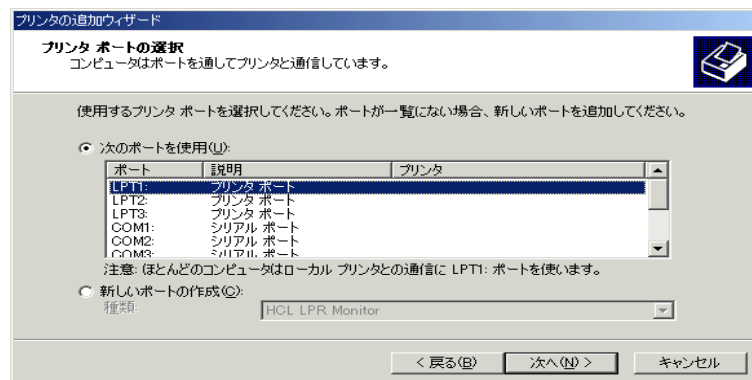 プリンタの追加ウィザード
プリンタ ポートの選択
コンピュータはポートを通してプリンタと通信しています。
使用するプリンタ ポートを選択してください。ポートが一覧にない場合、新しいポートを追加してください。
次のポートを使用(U):
ポート 説明 プリンタ
LPT1: プリンタ ポート
LPT2: プリンタ ポート
LPT3: プリンタ ポート
COM1: シリアル ポート
COM2: シリアル ポート
COM3: シリアル ポート
注意: ほとんどのコンピュータはローカル プリンタとの通信に LPT1: ポートを使います。
新しいポートの作成(C):
種類: HCL LPR Monitor
< 戻る(B) 次へ(N) > キャンセル